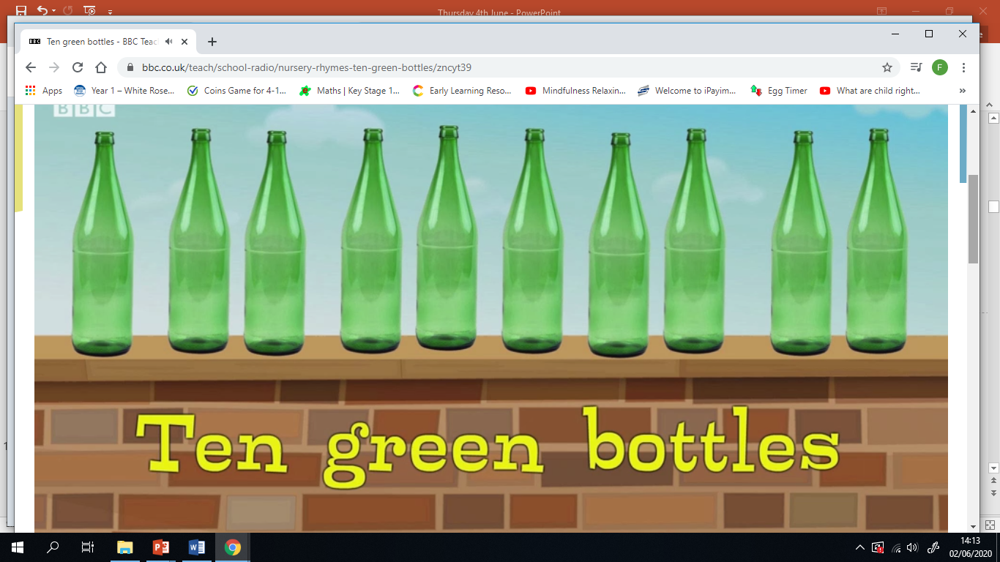 Thursday 4th June - PowerPoint
BBC Ten green bottles - BBC Teac
bbc.co.uk/teach/school-radio/nursery-rhymes-ten-green-bottles/zncyt39
F
Apps Year 1 – White Rose... Coins Game for 4-1... Maths | Key Stage 1... Early Learning Reso... Mindfulness Relaxin... Welcome to iPayim... Egg Timer What are child right... »
BBC
Ten green bottles
14:13
02/06/2020